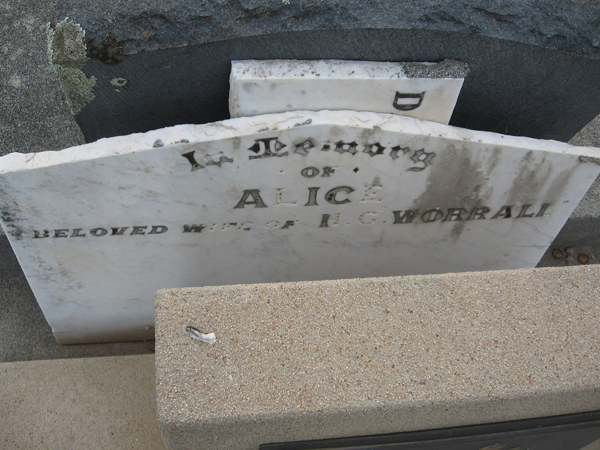 D
In Memory
OF
ALICE
BELOVED WIFE OF H.G. WORRALL